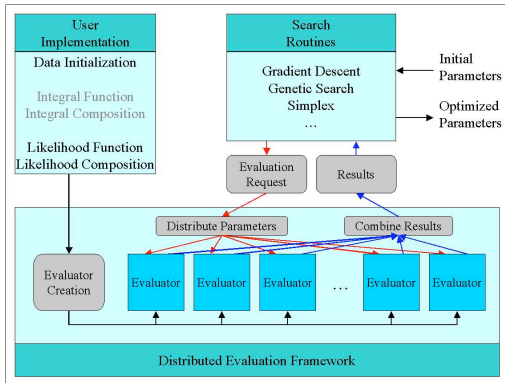 User
Implementation
Data Initialization
Integral Function
Integral Composition
Likelihood Function
Likelihood Composition
Search
Routines
Gradient Descent
Genetic Search
Simplex
...
Initial
Parameters
Optimized
Parameters
Evaluation
Request
Results
Distribute Parameters
Combine Results
Evaluator
Creation
Evaluator
Evaluator
Evaluator
...
Evaluator
Evaluator
Distributed Evaluation Framework